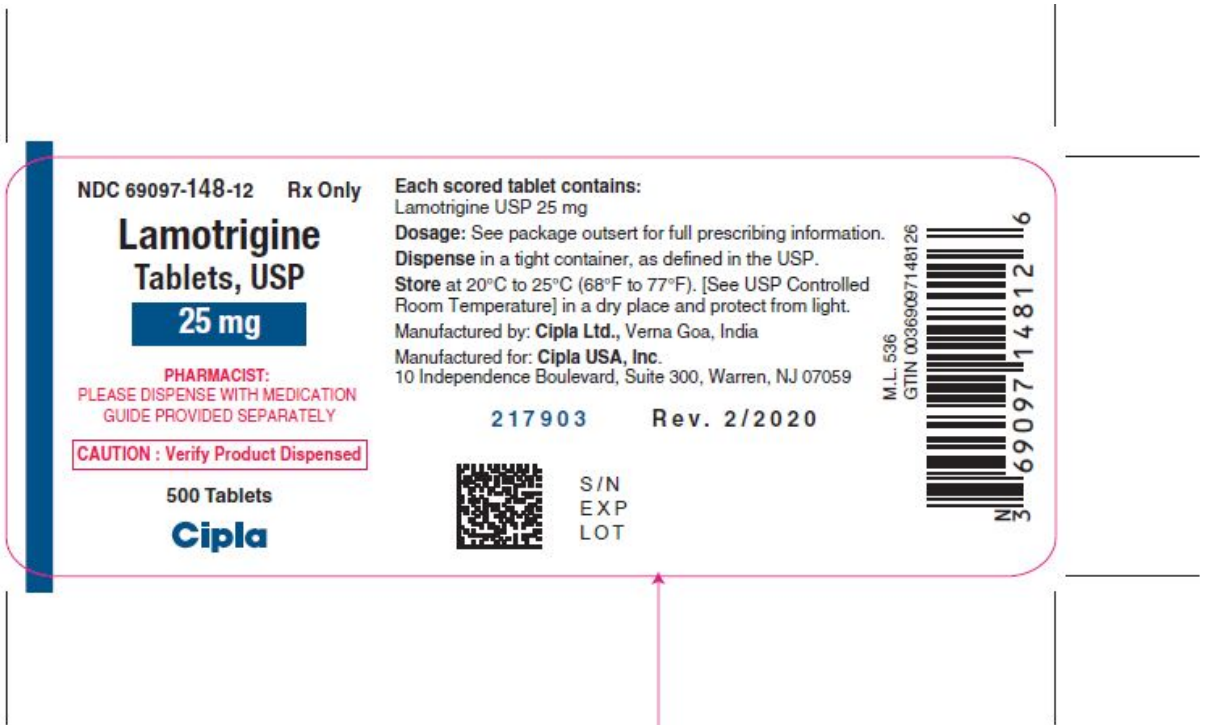 NDC 69097-148-12 Rx Only
Lamotrigine
Tablets, USP
25 mg
PHARMACIST:
PLEASE DISPENSE WITH MEDICATION
GUIDE PROVIDED SEPARATELY
CAUTION : Verify Product Dispensed
500 Tablets
Cipla
Each scored tablet contains:
Lamotrigine USP 25 mg
Dosage: See package outsert for full prescribing information.
Dispense in a tight container, as defined in the USP.
Store at 20°C to 25°C (68°F to 77°F). [See USP Controlled
Room Temperature] in a dry place and protect from light.
Manufactured by: Cipla Ltd., Verna Goa, India
Manufactured for: Cipla USA, Inc.
10 Independence Boulevard, Suite 300, Warren, NJ 07059
217903 Rev. 2/2020
S/N
EXP
LOT
M.L. 536
GTIN 00369097148126
N
3 69097 14812 6